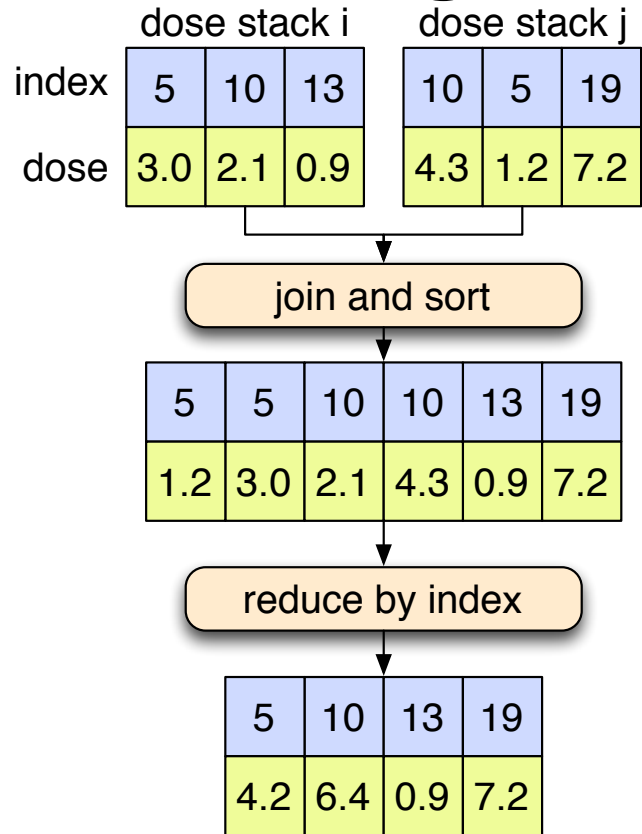 dose stack i dose stack j
index 5 10 13 10 5 19
dose 3.0 2.1 0.9 4.3 1.2 7.2
join and sort
5 5 10 10 13 19
1.2 3.0 2.1 4.3 0.9 7.2
reduce by index
5 10 13 19
4.2 6.4 0.9 7.2